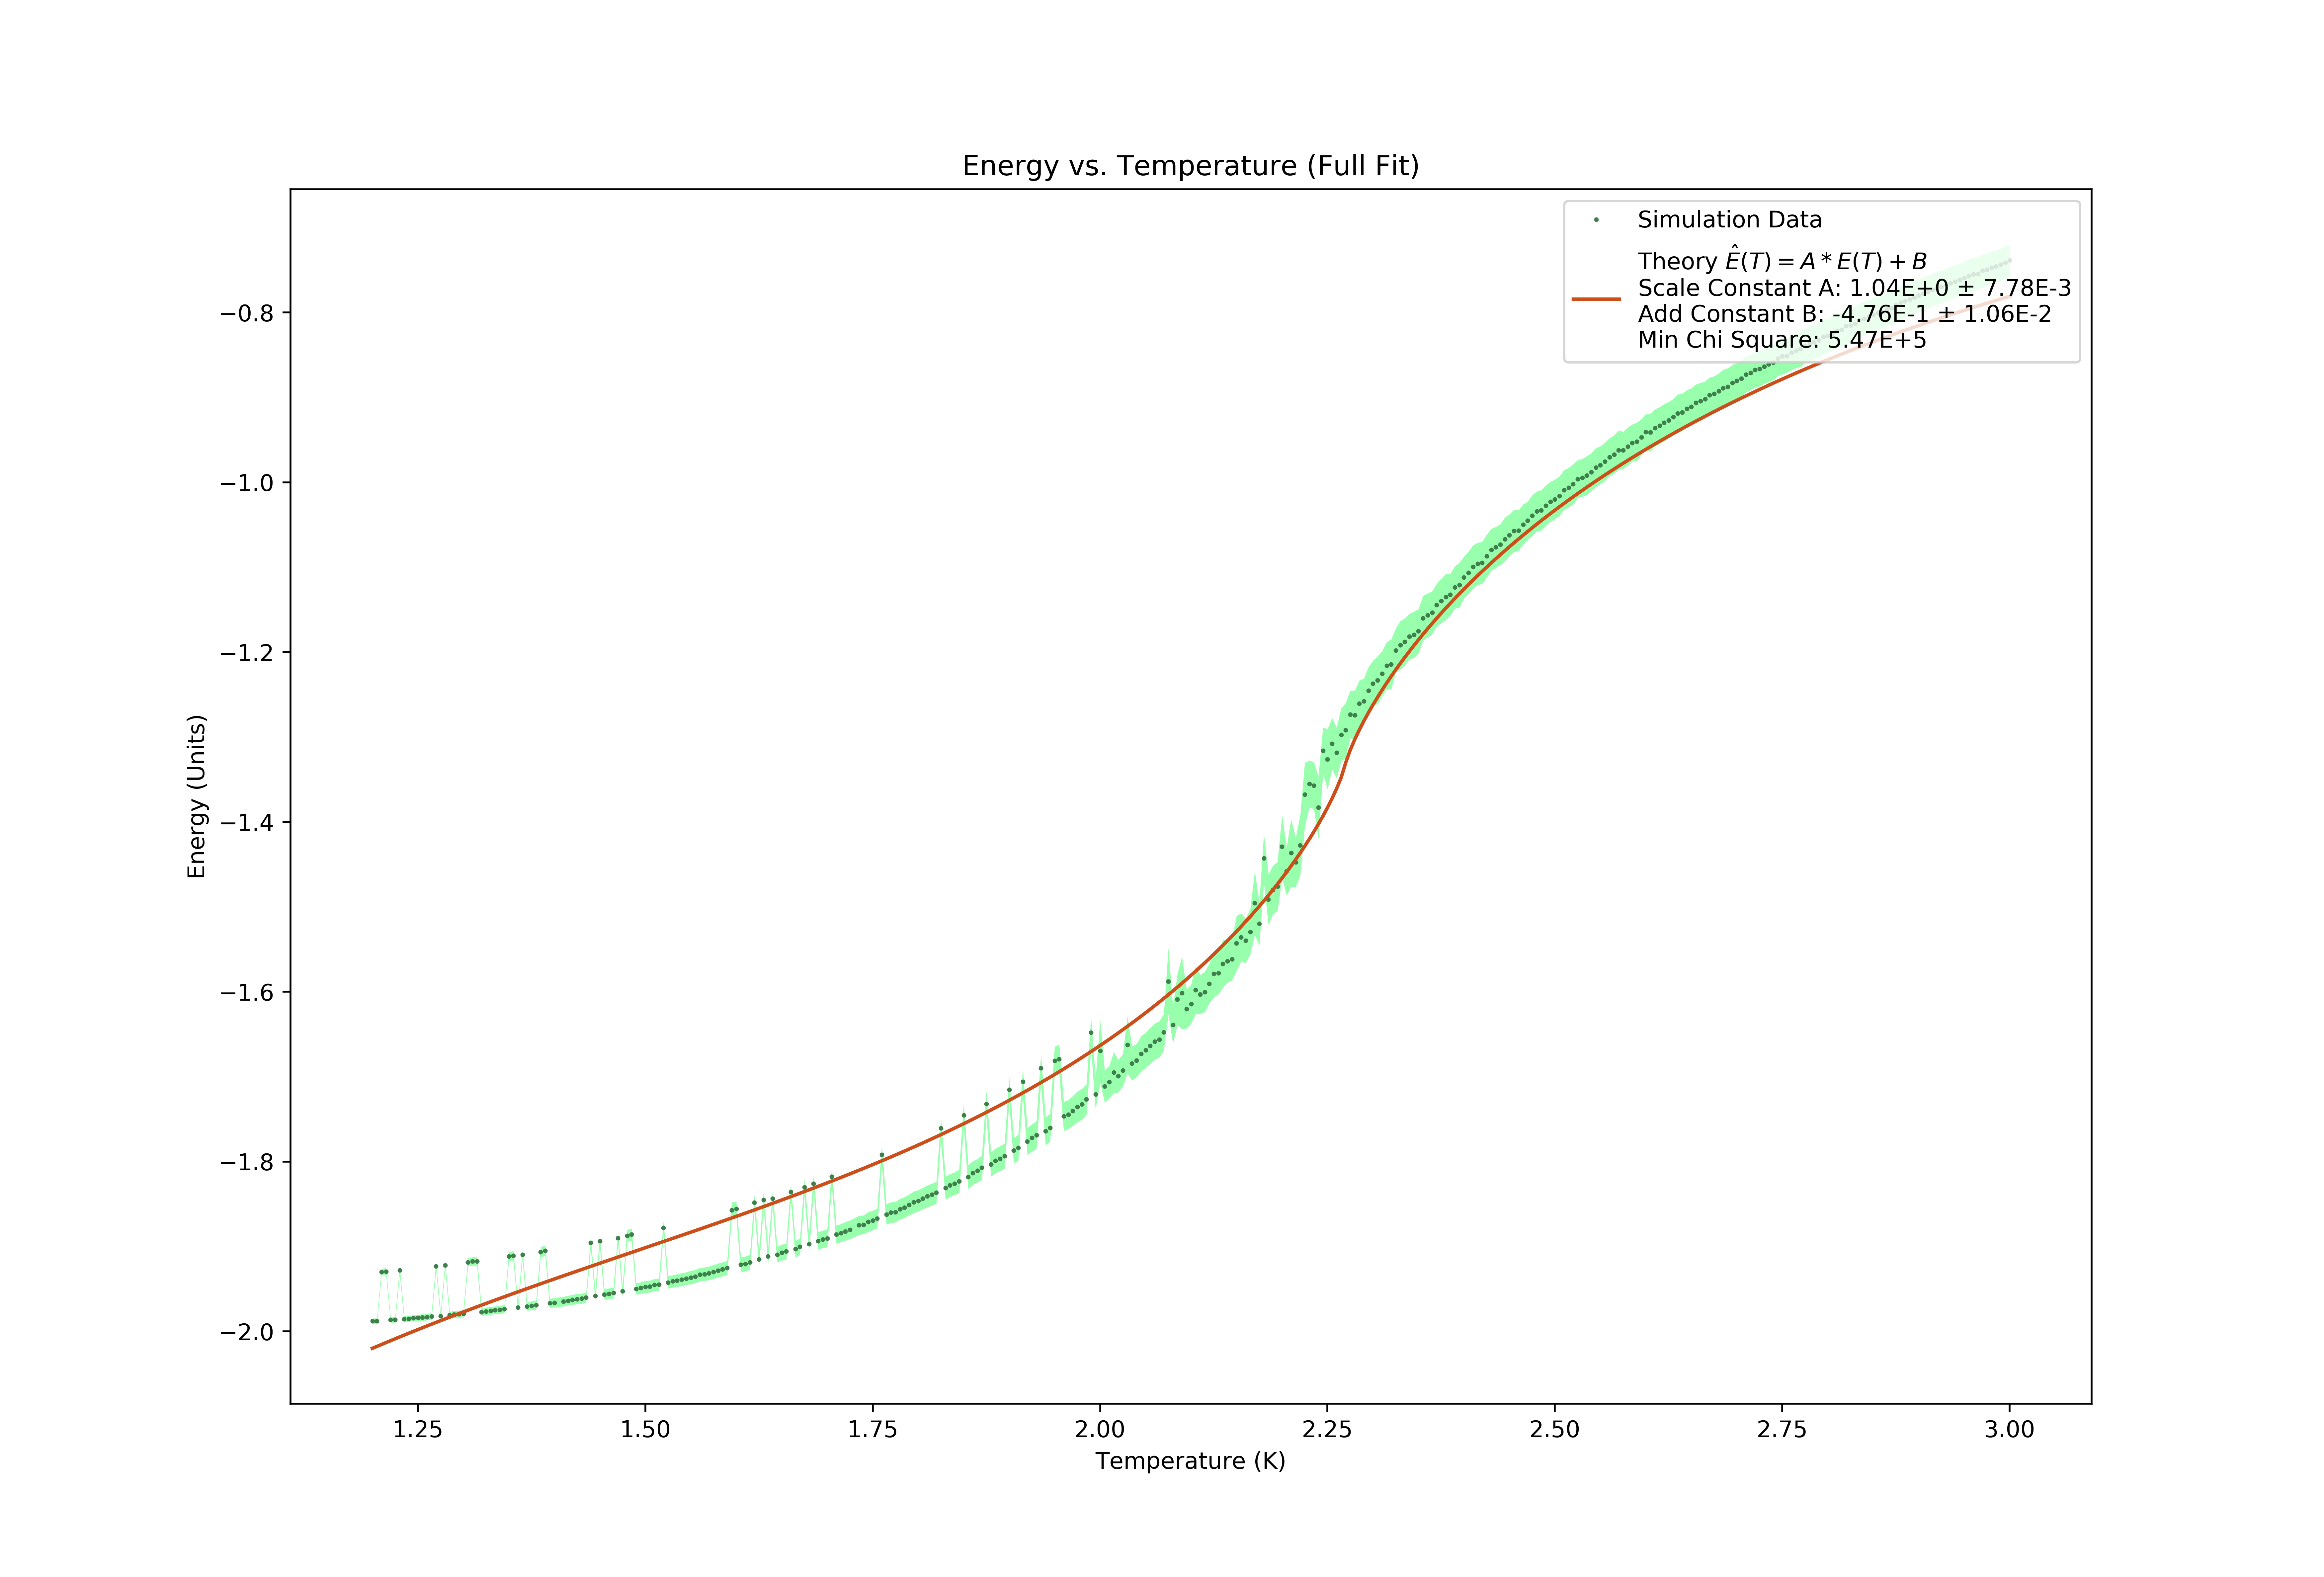 Energy vs. Temperature (Full Fit)
Simulation Data
Theory Ê(T) = A * E(T) + B
Scale Constant A: 1.04E+0 ± 7.78E-3
Add Constant B: -4.76E-1 ± 1.06E-2
Min Chi Square: 5.47E+5
Energy (Units)
−0.8
−1.0
−1.2
−1.4
−1.6
−1.8
−2.0
1.25 1.50 1.75 2.00 2.25 2.50 2.75 3.00
Temperature (K)